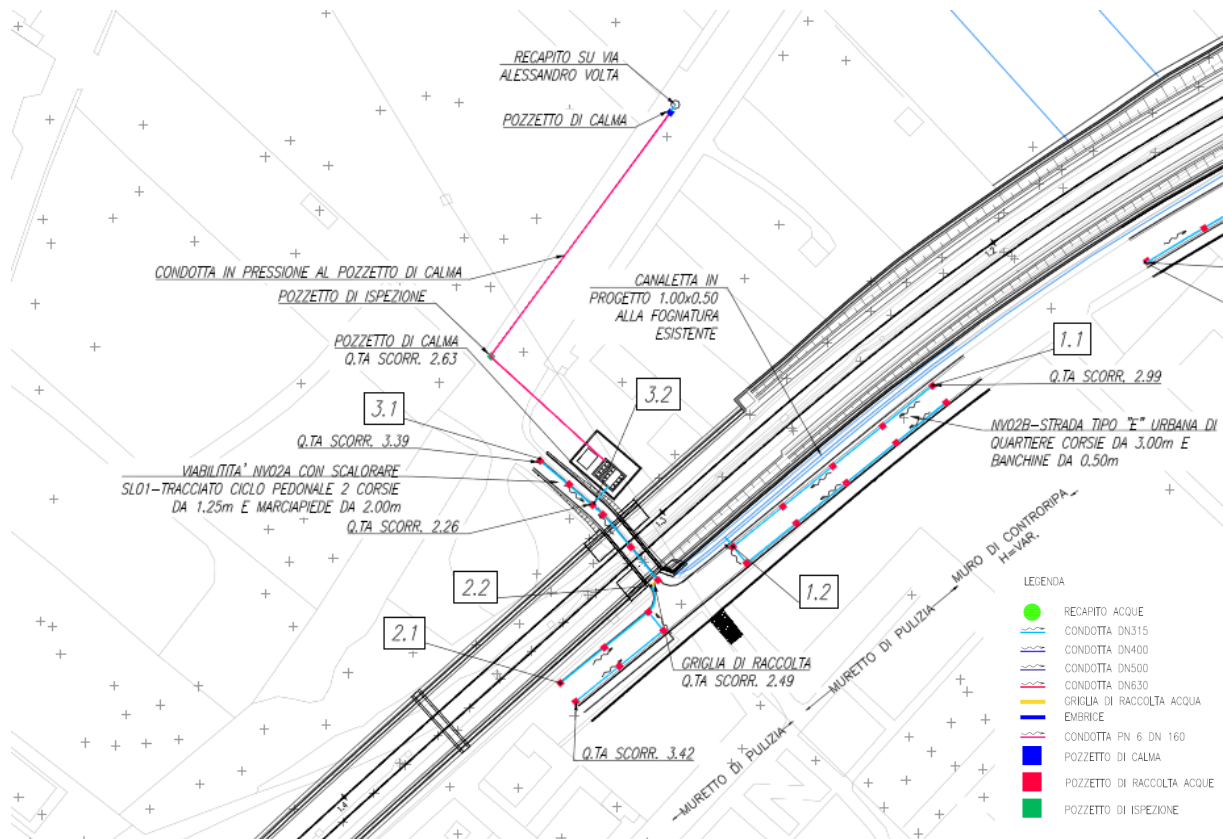 RECAPITO SU VIA
ALESSANDRO VOLTA
POZZETTO DI CALMA
1.2
CONDOTTA IN PRESSIONE AL POZZETTO DI CALMA
POZZETTO DI ISPEZIONE
CANALETTA IN
PROGETTO 1.00x0.50
ALLA FOGNATURA
ESISTENTE
POZZETTO DI CALMA
Q.TA SCORR. 2.63
1.1
Q.TA SCORR. 2.99
3.1
3.2
Q.TA SCORR. 3.39
NV02B-STRADA TIPO "E" URBANA DI
QUARTIERE CORSIE DA 3.00m E
BANCHINE DA 0.50m
VIABILITITA' NV02A CON SCALORARE
SL01-TRACCIATO CICLO PEDONALE 2 CORSIE
DA 1.25m E MARCIAPIEDE DA 2.00m
1.3
Q.TA SCORR. 2.26
MURO DI CONTRORIPA
H=VAR.
2.2
1.2
2.1
MURETTO DI PULIZIA
GRIGLIA DI RACCOLTA
Q.TA SCORR. 2.49
Q.TA SCORR. 3.42
MURETTO DI PULIZIA
1.4
LEGENDA
RECAPITO ACQUE
CONDOTTA DN315
CONDOTTA DN400
CONDOTTA DN500
CONDOTTA DN630
GRIGLIA DI RACCOLTA ACQUA
EMBRICE
CONDOTTA PN 6 DN 160
POZZETTO DI CALMA
POZZETTO DI RACCOLTA ACQUE
POZZETTO DI ISPEZIONE